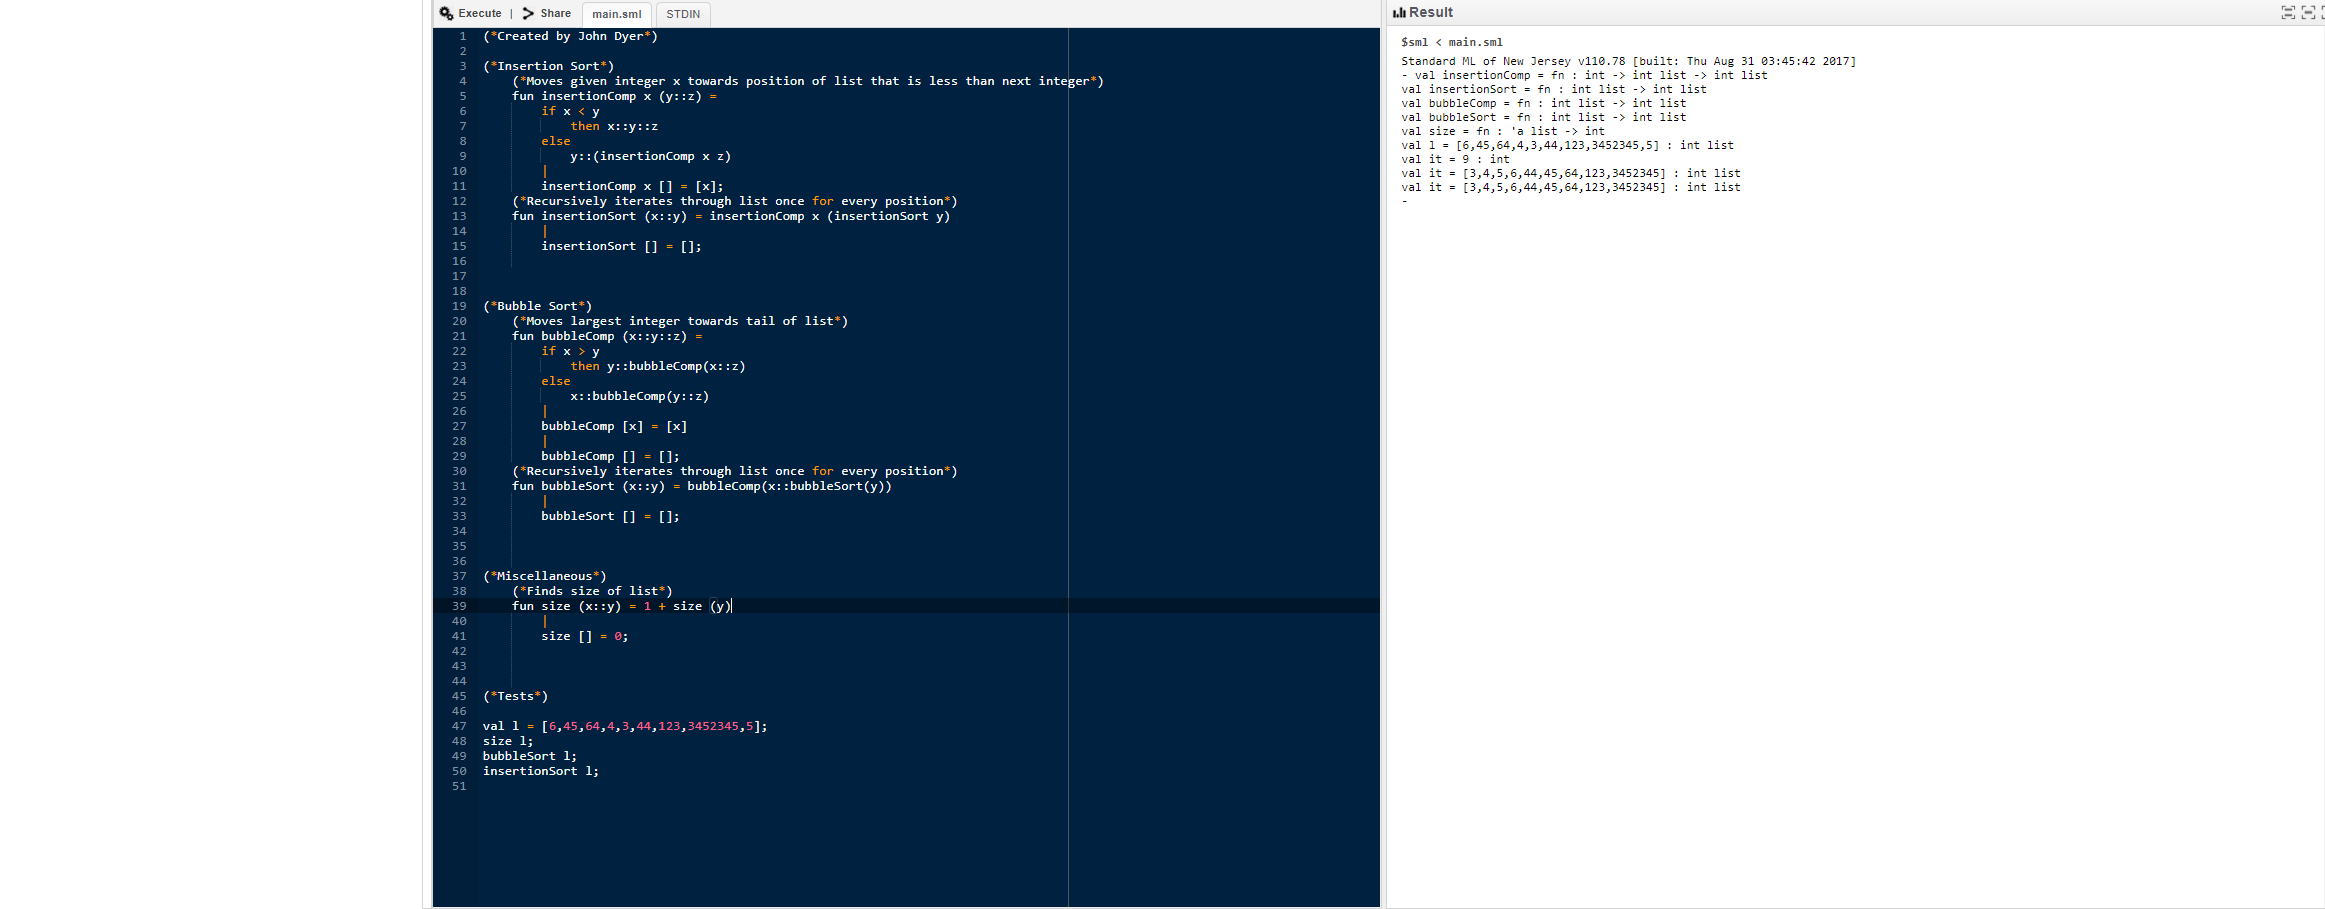 Execute | Share main.sml STDIN
1 (*Created by John Dyer*)
2
3 (*Insertion Sort*)
4 (*Moves given integer x towards position of list that is less than next integer*)
5 fun insertionComp x (y::z) =
6 if x < y
7 then x::y::z
8 else
9 y::(insertionComp x z)
10 |
11 insertionComp x [] = [x];
12 (*Recursively iterates through list once for every position*)
13 fun insertionSort (x::y) = insertionComp x (insertionSort y)
14 |
15 insertionSort [] = [];
16
17
18
19 (*Bubble Sort*)
20 (*Moves largest integer towards tail of list*)
21 fun bubbleComp (x::y::z) =
22 if x > y
23 then y::bubbleComp(x::z)
24 else
25 x::bubbleComp(y::z)
26 |
27 bubbleComp [x] = [x]
28 |
29 bubbleComp [] = [];
30 (*Recursively iterates through list once for every position*)
31 fun bubbleSort (x::y) = bubbleComp(x::bubbleSort(y))
32 |
33 bubbleSort [] = [];
34
35
36
37 (*Miscellaneous*)
38 (*Finds size of list*)
39 fun size (x::y) = 1 + size (y)
40 |
41 size [] = 0;
42
43
44
45 (*Tests*)
46
47 val l = [6,45,64,4,3,44,123,3452345,5];
48 size l;
49 bubbleSort l;
50 insertionSort l;
51
Result
$sml < main.sml
Standard ML of New Jersey v110.78 [built: Thu Aug 31 03:45:42 2017]
- val insertionComp = fn : int -> int list -> int list
val insertionSort = fn : int list -> int list
val bubbleComp = fn : int list -> int list
val bubbleSort = fn : int list -> int list
val size = fn : 'a list -> int
val l = [6,45,64,4,3,44,123,3452345,5] : int list
val it = 9 : int
val it = [3,4,5,6,44,45,64,123,3452345] : int list
val it = [3,4,5,6,44,45,64,123,3452345] : int list
-